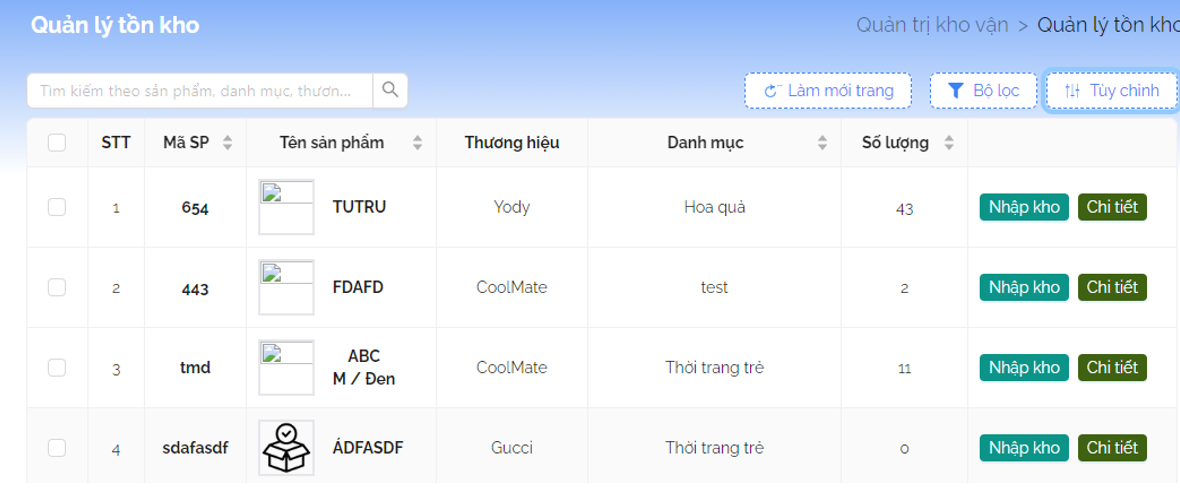 Quản lý tồn kho
Quản trị kho vận > Quản lý tồn kho
Tìm kiếm theo sản phẩm, danh mục, thươn...
Làm mới trang
Bộ lọc
Tùy chỉnh
STT Mã SP Tên sản phẩm Thương hiệu Danh mục Số lượng
1 654 TUTRU Yody Hoa quả 43 Nhập kho Chi tiết
2 443 FDAFD CoolMate test 2 Nhập kho Chi tiết
3 tmd ABC CoolMate Thời trang trẻ 11 Nhập kho Chi tiết
M / Đen
4 sdafasdf ÁDFASDF Gucci Thời trang trẻ 0 Nhập kho Chi tiết